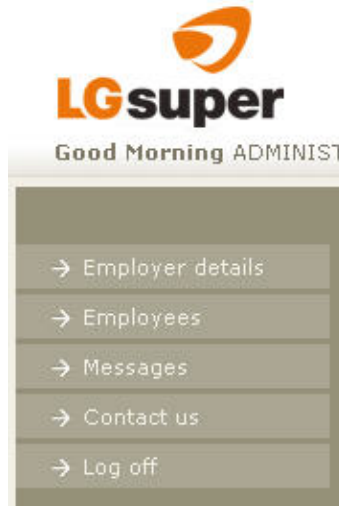 LGsuper
Good Morning ADMINIST
→ Employer details
→ Employees
→ Messages
→ Contact us
→ Log off